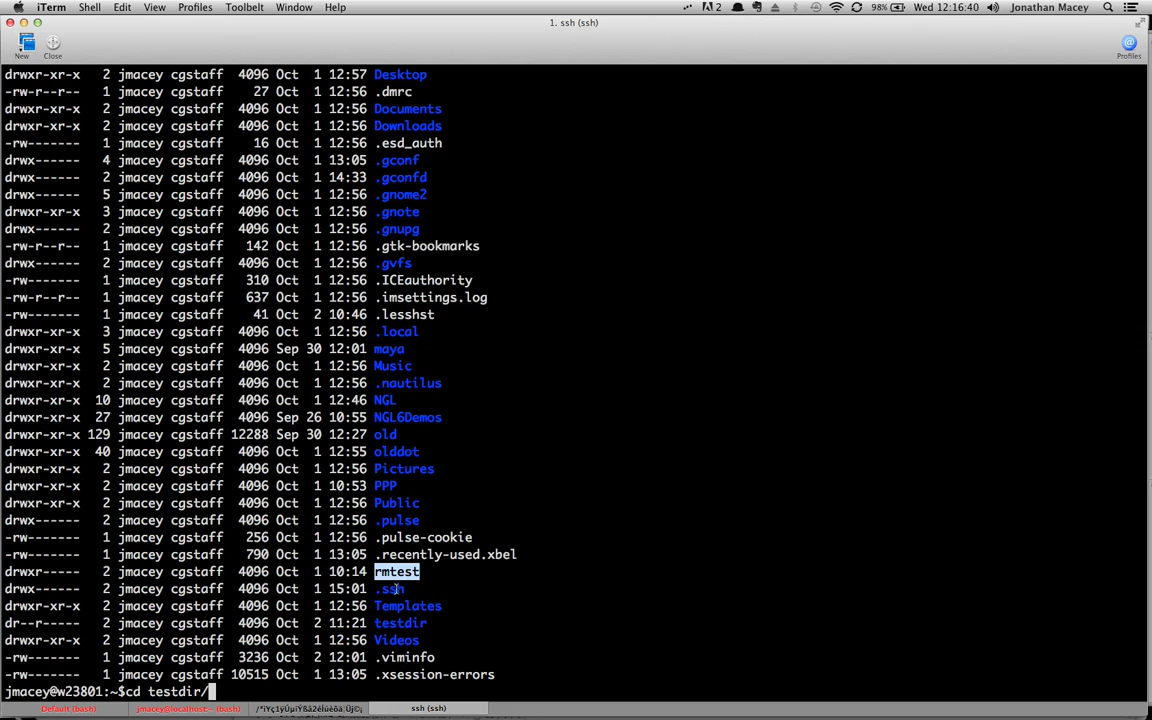 iTerm Shell Edit View Profiles Toolbelt Window Help 2 98% Wed 12:16:40 Jonathan Macey
1. ssh (ssh)
New Close Profiles
drwxr-xr-x 2 jmacey cgstaff 4096 Oct 1 12:57 Desktop
-rw-r--r-- 1 jmacey cgstaff 27 Oct 1 12:56 .dmrc
drwxr-xr-x 2 jmacey cgstaff 4096 Oct 1 12:56 Documents
drwxr-xr-x 2 jmacey cgstaff 4096 Oct 1 12:56 Downloads
-rw------- 1 jmacey cgstaff 16 Oct 1 12:56 .esd_auth
drwx------ 4 jmacey cgstaff 4096 Oct 1 13:05 .gconf
drwx------ 2 jmacey cgstaff 4096 Oct 1 14:33 .gconfd
drwx------ 5 jmacey cgstaff 4096 Oct 1 12:56 .gnome2
drwx------ 3 jmacey cgstaff 4096 Oct 1 12:56 .gnote
drwx------ 2 jmacey cgstaff 4096 Oct 1 12:56 .gnupg
-rw-r--r-- 1 jmacey cgstaff 142 Oct 1 12:56 .gtk-bookmarks
drwx------ 2 jmacey cgstaff 4096 Oct 1 12:56 .gvfs
-rw------- 1 jmacey cgstaff 310 Oct 1 12:56 .ICEauthority
-rw-r--r-- 1 jmacey cgstaff 637 Oct 1 12:56 .imsettings.log
-rw------- 1 jmacey cgstaff 41 Oct 2 10:46 .lesshst
drwxr-xr-x 3 jmacey cgstaff 4096 Oct 1 12:56 .local
drwxr-xr-x 5 jmacey cgstaff 4096 Sep 30 12:01 maya
drwxr-xr-x 2 jmacey cgstaff 4096 Oct 1 12:56 Music
drwxr-xr-x 2 jmacey cgstaff 4096 Oct 1 12:56 .nautilus
drwxr-xr-x 10 jmacey cgstaff 4096 Oct 1 12:46 NGL
drwxr-xr-x 27 jmacey cgstaff 4096 Sep 26 10:55 NGL6Demos
drwxr-xr-x 129 jmacey cgstaff 12288 Sep 30 12:27 old
drwxr-xr-x 40 jmacey cgstaff 4096 Oct 1 12:55 olddot
drwxr-xr-x 2 jmacey cgstaff 4096 Oct 1 12:56 Pictures
drwxr-xr-x 2 jmacey cgstaff 4096 Oct 1 10:53 PPP
drwxr-xr-x 2 jmacey cgstaff 4096 Oct 1 12:56 Public
drwx------ 2 jmacey cgstaff 4096 Oct 1 12:56 .pulse
-rw------- 1 jmacey cgstaff 256 Oct 1 12:56 .pulse-cookie
-rw------- 1 jmacey cgstaff 790 Oct 1 13:05 .recently-used.xbel
drwxr----- 2 jmacey cgstaff 4096 Oct 1 10:14 rmtest
drwx------ 2 jmacey cgstaff 4096 Oct 1 15:01 .ssh
drwxr-xr-x 2 jmacey cgstaff 4096 Oct 1 12:56 Templates
dr--r----- 2 jmacey cgstaff 4096 Oct 2 11:21 testdir
drwxr-xr-x 2 jmacey cgstaff 4096 Oct 1 12:56 Videos
-rw------- 1 jmacey cgstaff 3236 Oct 2 12:01 .viminfo
-rw------- 1 jmacey cgstaff 10515 Oct 1 13:05 .xsession-errors
jmacey@w23801:~$cd testdir/
Default (bash) jmacey@localhost:~ (bash) ssh (ssh)